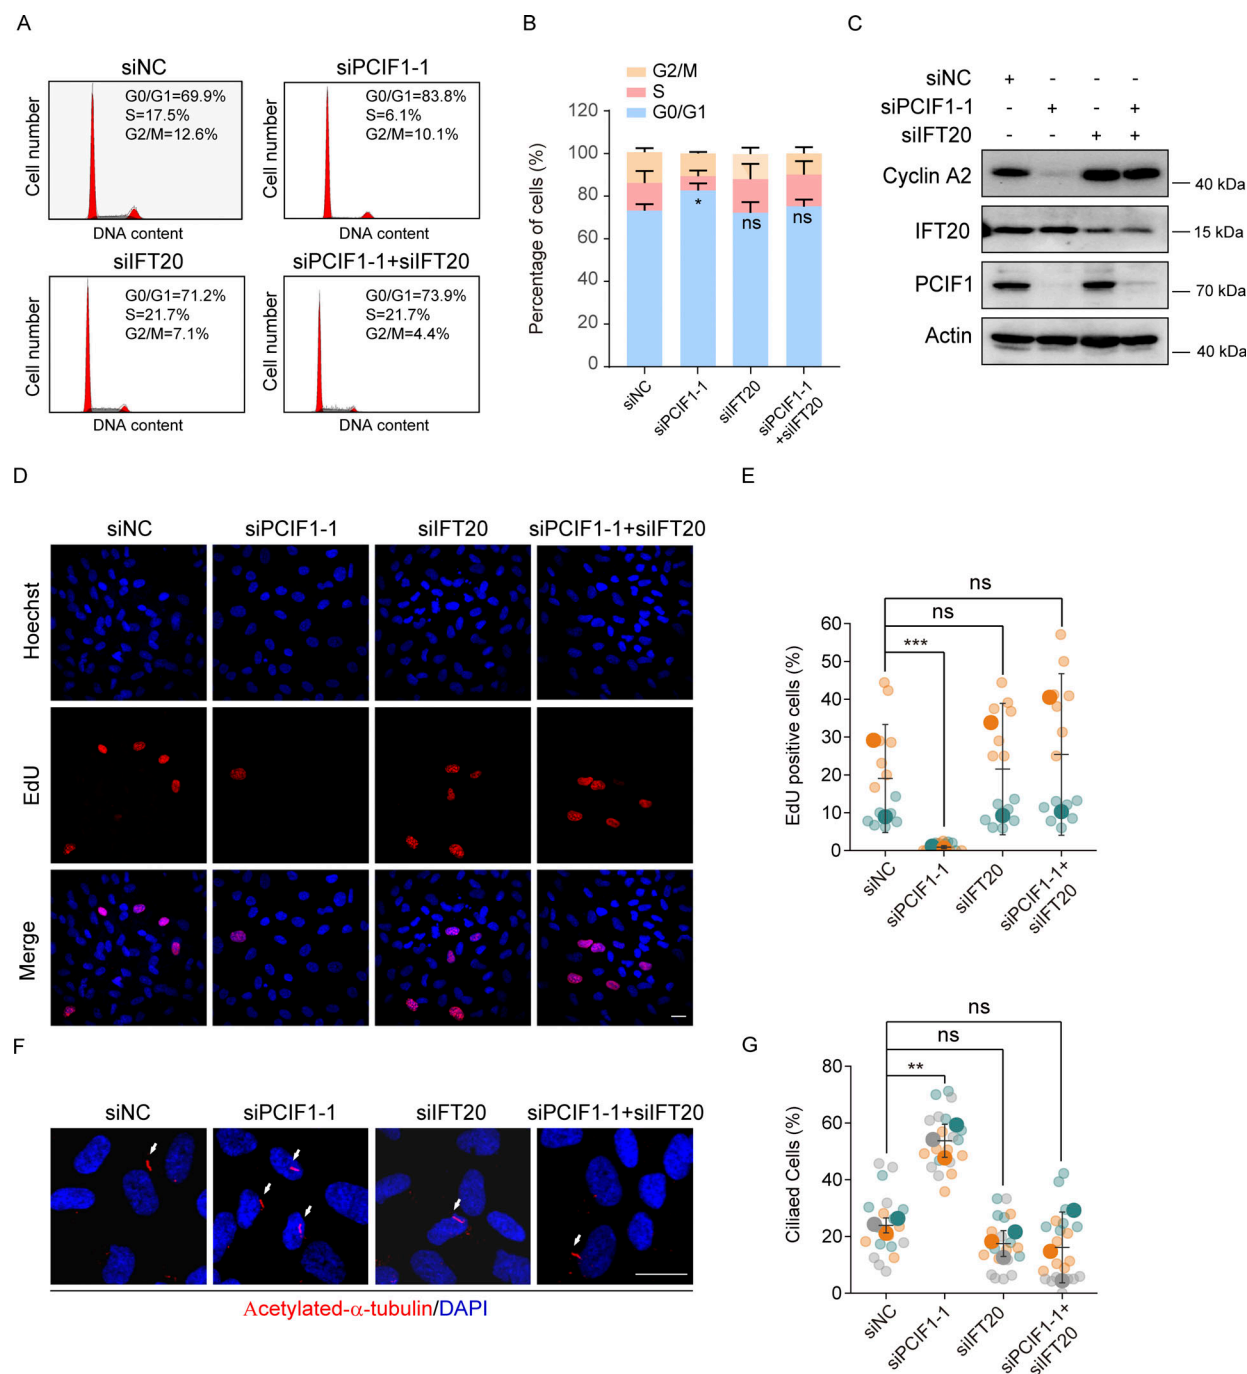 A
siNC
G0/G1=69.9%
S=17.5%
G2/M=12.6%
Cell number
DNA content
siPCIF1-1
G0/G1=83.8%
S=6.1%
G2/M=10.1%
Cell number
DNA content
siIFT20
G0/G1=71.2%
S=21.7%
G2/M=7.1%
Cell number
DNA content
siPCIF1-1+siIFT20
G0/G1=73.9%
S=21.7%
G2/M=4.4%
Cell number
DNA content
B
G2/M
S
G0/G1
Percentage of cells (%)
120
100
80
60
40
20
0
*
ns
ns
siNC
siPCIF1-1
siIFT20
siPCIF1-1
+siIFT20
C
siNC + - - -
siPCIF1-1 - + - +
siIFT20 - - + +
Cyclin A2
40 kDa
IFT20
15 kDa
PCIF1
70 kDa
Actin
40 kDa
D
siNC
siPCIF1-1
siIFT20
siPCIF1-1+siIFT20
Hoechst
EdU
Merge
E
ns
ns
***
EdU positive cells (%)
60
50
40
30
20
10
0
siNC
siPCIF1-1
siIFT20
siPCIF1-1+
siIFT20
F
siNC
siPCIF1-1
siIFT20
siPCIF1-1+siIFT20
Acetylated-α-tubulin/DAPI
G
ns
ns
**
Ciliaed Cells (%)
80
60
40
20
0
siNC
siPCIF1-1
siIFT20
siPCIF1-1+
siIFT20